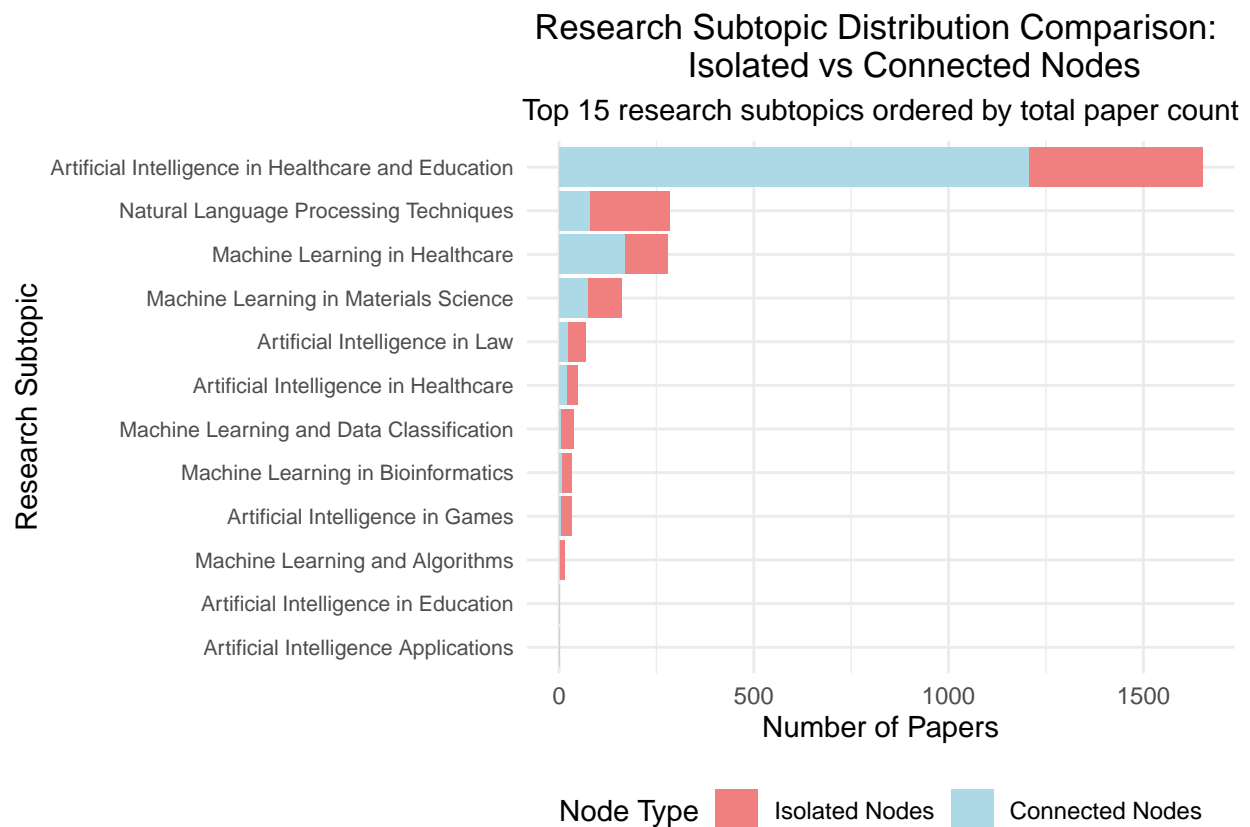 Research Subtopic Distribution Comparison:
Isolated vs Connected Nodes
Top 15 research subtopics ordered by total paper count
Research Subtopic
Artificial Intelligence in Healthcare and Education
Natural Language Processing Techniques
Machine Learning in Healthcare
Machine Learning in Materials Science
Artificial Intelligence in Law
Artificial Intelligence in Healthcare
Machine Learning and Data Classification
Machine Learning in Bioinformatics
Artificial Intelligence in Games
Machine Learning and Algorithms
Artificial Intelligence in Education
Artificial Intelligence Applications
0 500 1000 1500
Number of Papers
Node Type Isolated Nodes Connected Nodes